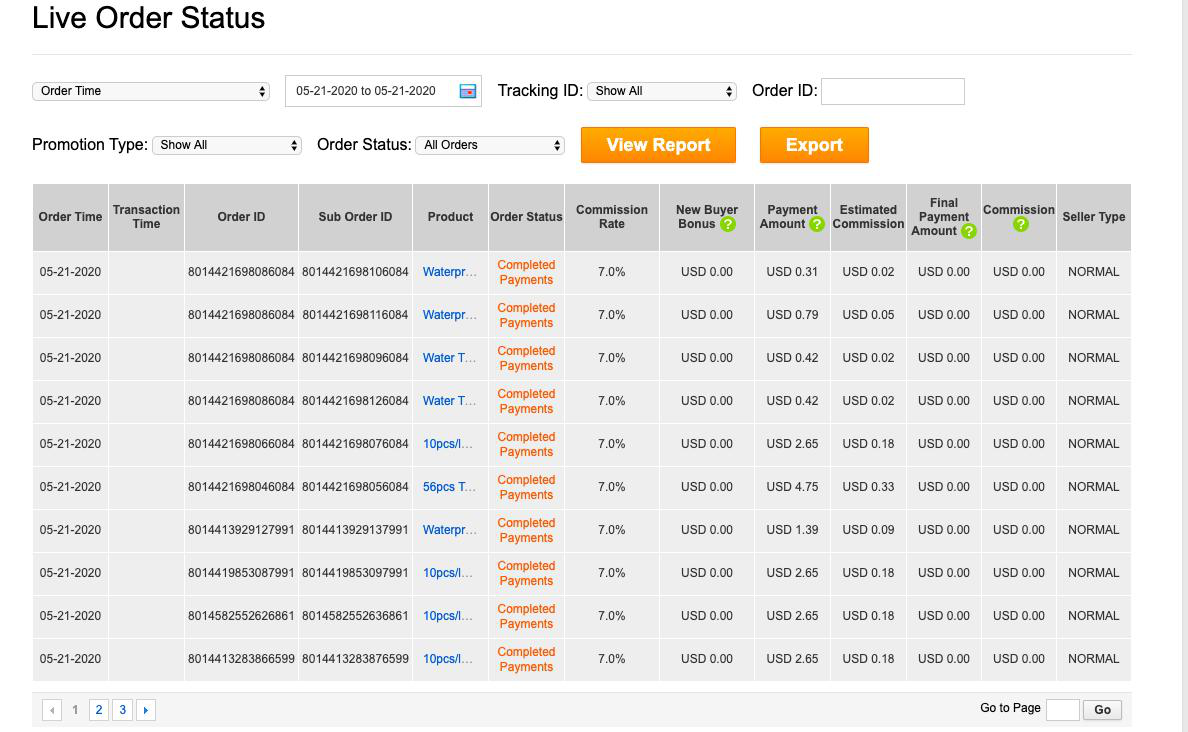 Live Order Status
Order Time 05-21-2020 to 05-21-2020 Tracking ID: Show All Order ID:
Promotion Type: Show All Order Status: All Orders View Report Export
Order Time Transaction Time Order ID Sub Order ID Product Order Status Commission Rate New Buyer Bonus ? Payment Amount ? Estimated Commission Final Payment Amount ? Commission ? Seller Type
05-21-2020 8014421698086084 8014421698106084 Waterpr... Completed Payments 7.0% USD 0.00 USD 0.31 USD 0.02 USD 0.00 USD 0.00 NORMAL
05-21-2020 8014421698086084 8014421698116084 Waterpr... Completed Payments 7.0% USD 0.00 USD 0.79 USD 0.05 USD 0.00 USD 0.00 NORMAL
05-21-2020 8014421698086084 8014421698096084 Water T... Completed Payments 7.0% USD 0.00 USD 0.42 USD 0.02 USD 0.00 USD 0.00 NORMAL
05-21-2020 8014421698086084 8014421698126084 Water T... Completed Payments 7.0% USD 0.00 USD 0.42 USD 0.02 USD 0.00 USD 0.00 NORMAL
05-21-2020 8014421698066084 8014421698076084 10pcs/l... Completed Payments 7.0% USD 0.00 USD 2.65 USD 0.18 USD 0.00 USD 0.00 NORMAL
05-21-2020 8014421698046084 8014421698056084 56pcs T... Completed Payments 7.0% USD 0.00 USD 4.75 USD 0.33 USD 0.00 USD 0.00 NORMAL
05-21-2020 8014413929127991 8014413929137991 Waterpr... Completed Payments 7.0% USD 0.00 USD 1.39 USD 0.09 USD 0.00 USD 0.00 NORMAL
05-21-2020 8014419853087991 8014419853097991 10pcs/l... Completed Payments 7.0% USD 0.00 USD 2.65 USD 0.18 USD 0.00 USD 0.00 NORMAL
05-21-2020 8014582552626861 8014582552636861 10pcs/l... Completed Payments 7.0% USD 0.00 USD 2.65 USD 0.18 USD 0.00 USD 0.00 NORMAL
05-21-2020 8014413283866599 8014413283876599 10pcs/l... Completed Payments 7.0% USD 0.00 USD 2.65 USD 0.18 USD 0.00 USD 0.00 NORMAL
1 2 3 Go to Page Go